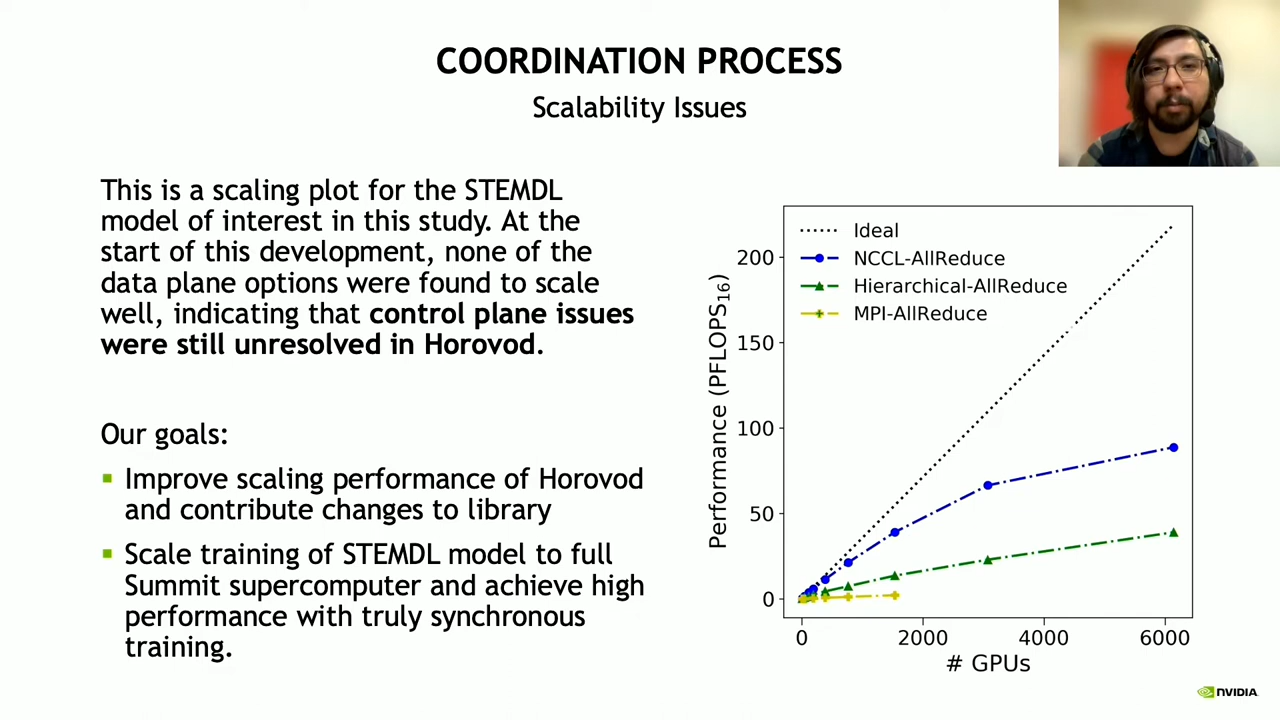 COORDINATION PROCESS
Scalability Issues
This is a scaling plot for the STEMDL
model of interest in this study. At the
start of this development, none of the
data plane options were found to scale
well, indicating that control plane issues
were still unresolved in Horovod.
Our goals:
Improve scaling performance of Horovod
and contribute changes to library
Scale training of STEMDL model to full
Summit supercomputer and achieve high
performance with truly synchronous
training.
Ideal
NCCL-AllReduce
Hierarchical-AllReduce
MPI-AllReduce
Performance (PFLOPS16)
200
150
100
50
0
0 2000 4000 6000
# GPUs
NVIDIA